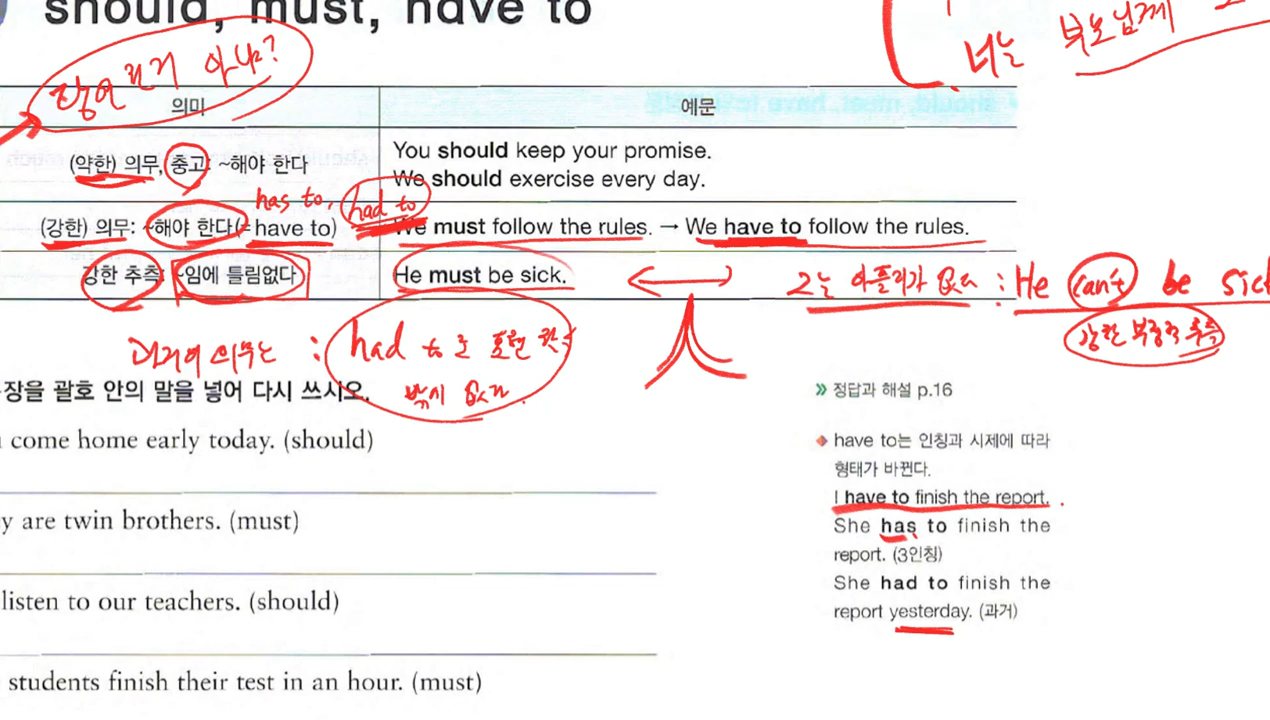 should, must, have to
너는 부모님께
의미 예문
(약한) 의무, 충고: ~해야 한다
You should keep your promise.
We should exercise every day.
has to, had to
(강한) 의무: ~해야 한다(= have to)
We must follow the rules. → We have to follow the rules.
강한 추측: ~임에 틀림없다
He must be sick.
그는 아플리가 없다 : He can't be sick
강한 부정적 추측
과거의 의무는 : had to로 표현 할 수
밖에 없다.
장을 괄호 안의 말을 넣어 다시 쓰시오.
» 정답과 해설 p.16
come home early today. (should)
y are twin brothers. (must)
listen to our teachers. (should)
students finish their test in an hour. (must)
have to는 인칭과 시제에 따라
형태가 바뀐다.
I have to finish the report.
She has to finish the
report. (3인칭)
She had to finish the
report yesterday. (과거)